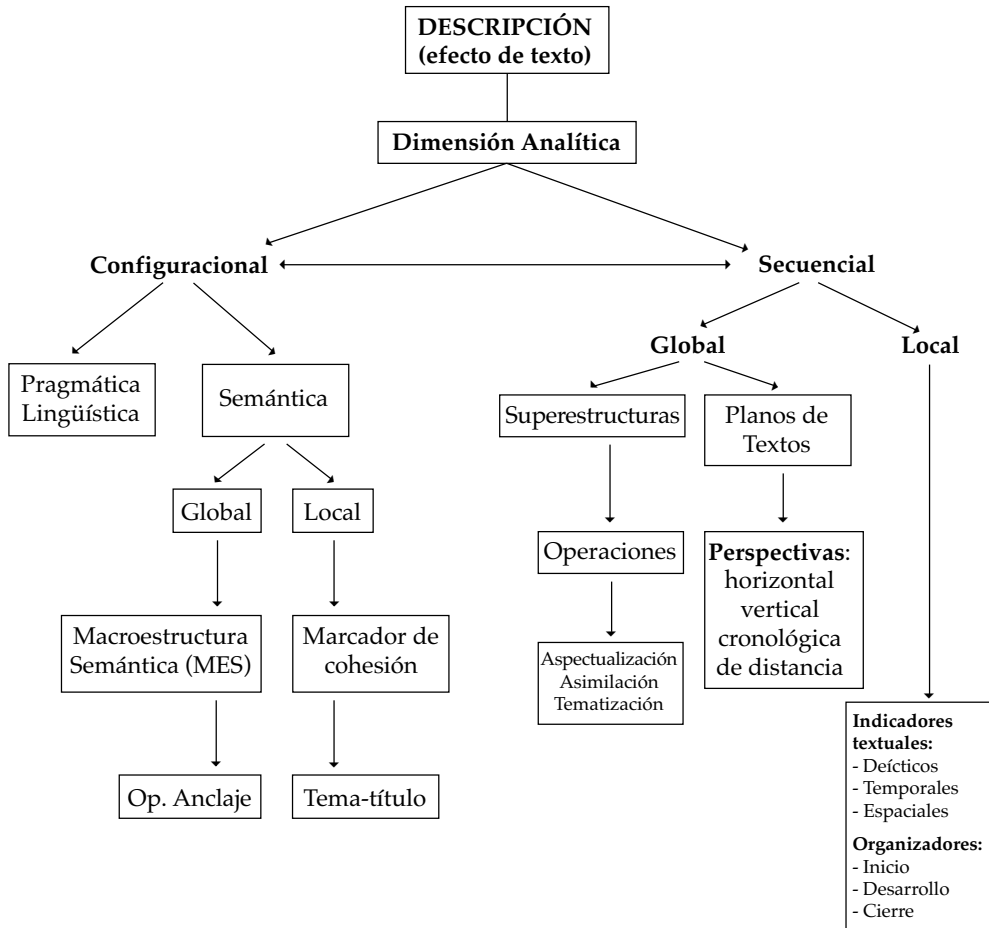 DESCRIPCIÓN
(efecto de texto)
Dimensión Analítica
Configuracional
Secuencial
Global
Local
Pragmática
Lingüística
Semántica
Superestructuras
Planos de
Textos
Global
Local
Operaciones
Perspectivas:
horizontal
vertical
cronológica
de distancia
Macroestructura
Semántica (MES)
Marcador de
cohesión
Aspectualización
Asimilación
Tematización
Op. Anclaje
Tema-título
Indicadores
textuales:
- Deícticos
- Temporales
- Espaciales
Organizadores:
- Inicio
- Desarrollo
- Cierre